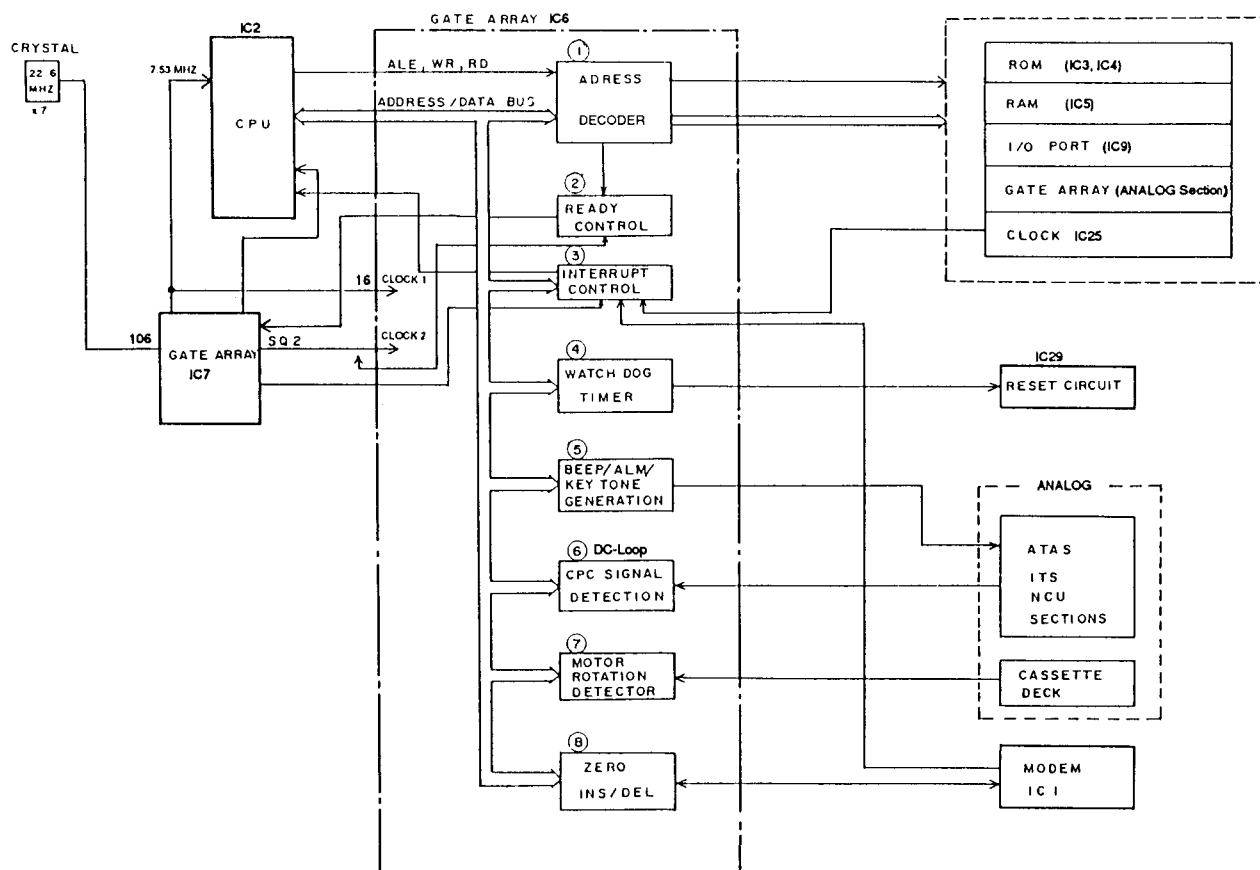 GATE ARRAY IC6
IC2
CRYSTAL
22 6
MHZ
x 7
7.53 MHZ
CPU
ALE, WR, RD
ADDRESS/DATA BUS
①
ADRESS
DECODER
ROM (IC3, IC4)
RAM (IC5)
I/O PORT (IC9)
GATE ARRAY (ANALOG Section)
CLOCK IC25
②
READY
CONTROL
③
INTERRUPT
CONTROL
16
CLOCK 1
106
GATE ARRAY
IC7
SQ 2
CLOCK 2
④
WATCH DOG
TIMER
IC29
RESET CIRCUIT
⑤
BEEP/ALM/
KEY TONE
GENERATION
ANALOG
ATAS
ITS
NCU
SECTIONS
⑥ DC-Loop
CPC SIGNAL
DETECTION
⑦
MOTOR
ROTATION
DETECTOR
CASSETTE
DECK
⑧
ZERO
INS/DEL
MODEM
IC 1